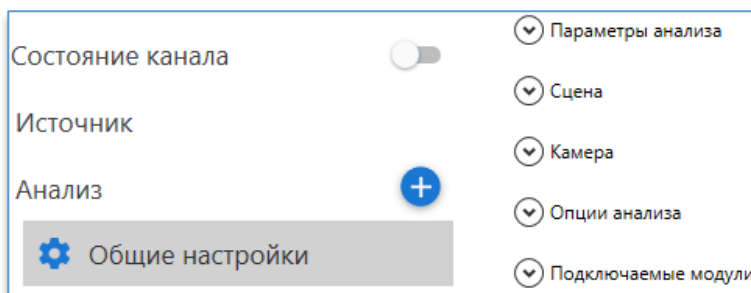 Состояние канала
Источник
Анализ
Общие настройки
Параметры анализа
Сцена
Камера
Опции анализа
Подключаемые модули